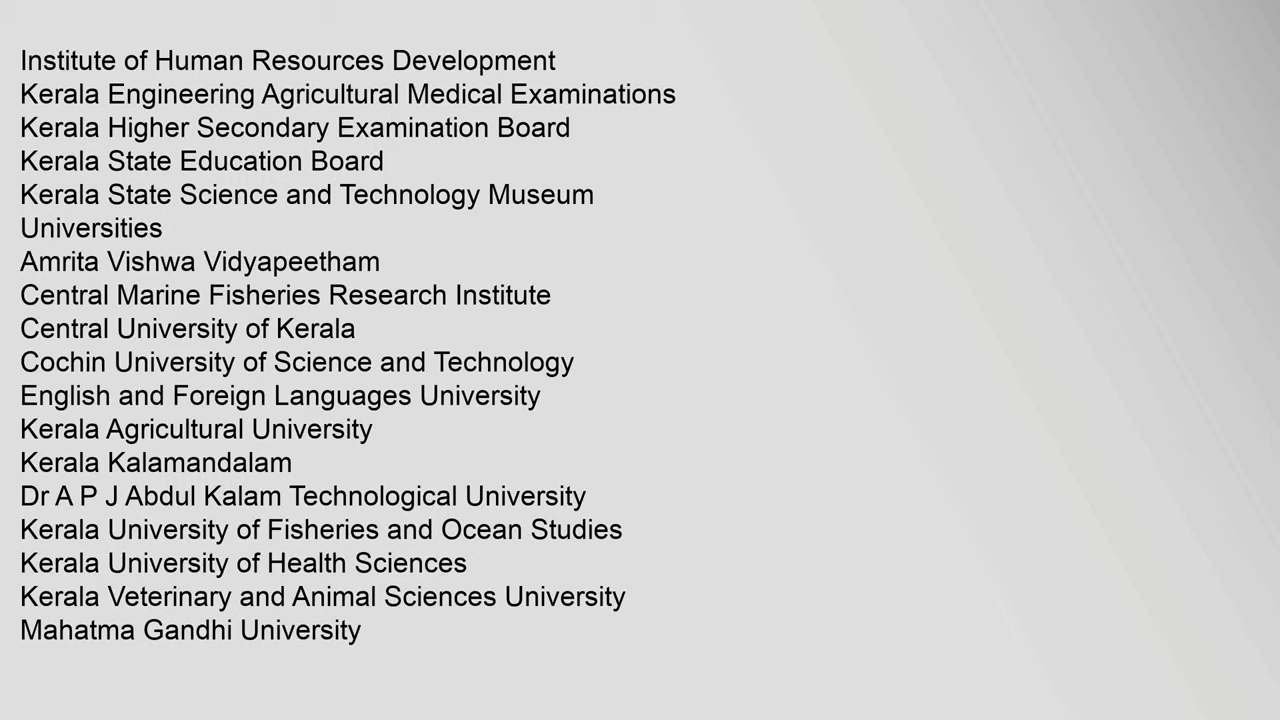 Institute of Human Resources Development
Kerala Engineering Agricultural Medical Examinations
Kerala Higher Secondary Examination Board
Kerala State Education Board
Kerala State Science and Technology Museum
Universities
Amrita Vishwa Vidyapeetham
Central Marine Fisheries Research Institute
Central University of Kerala
Cochin University of Science and Technology
English and Foreign Languages University
Kerala Agricultural University
Kerala Kalamandalam
Dr A P J Abdul Kalam Technological University
Kerala University of Fisheries and Ocean Studies
Kerala University of Health Sciences
Kerala Veterinary and Animal Sciences University
Mahatma Gandhi University